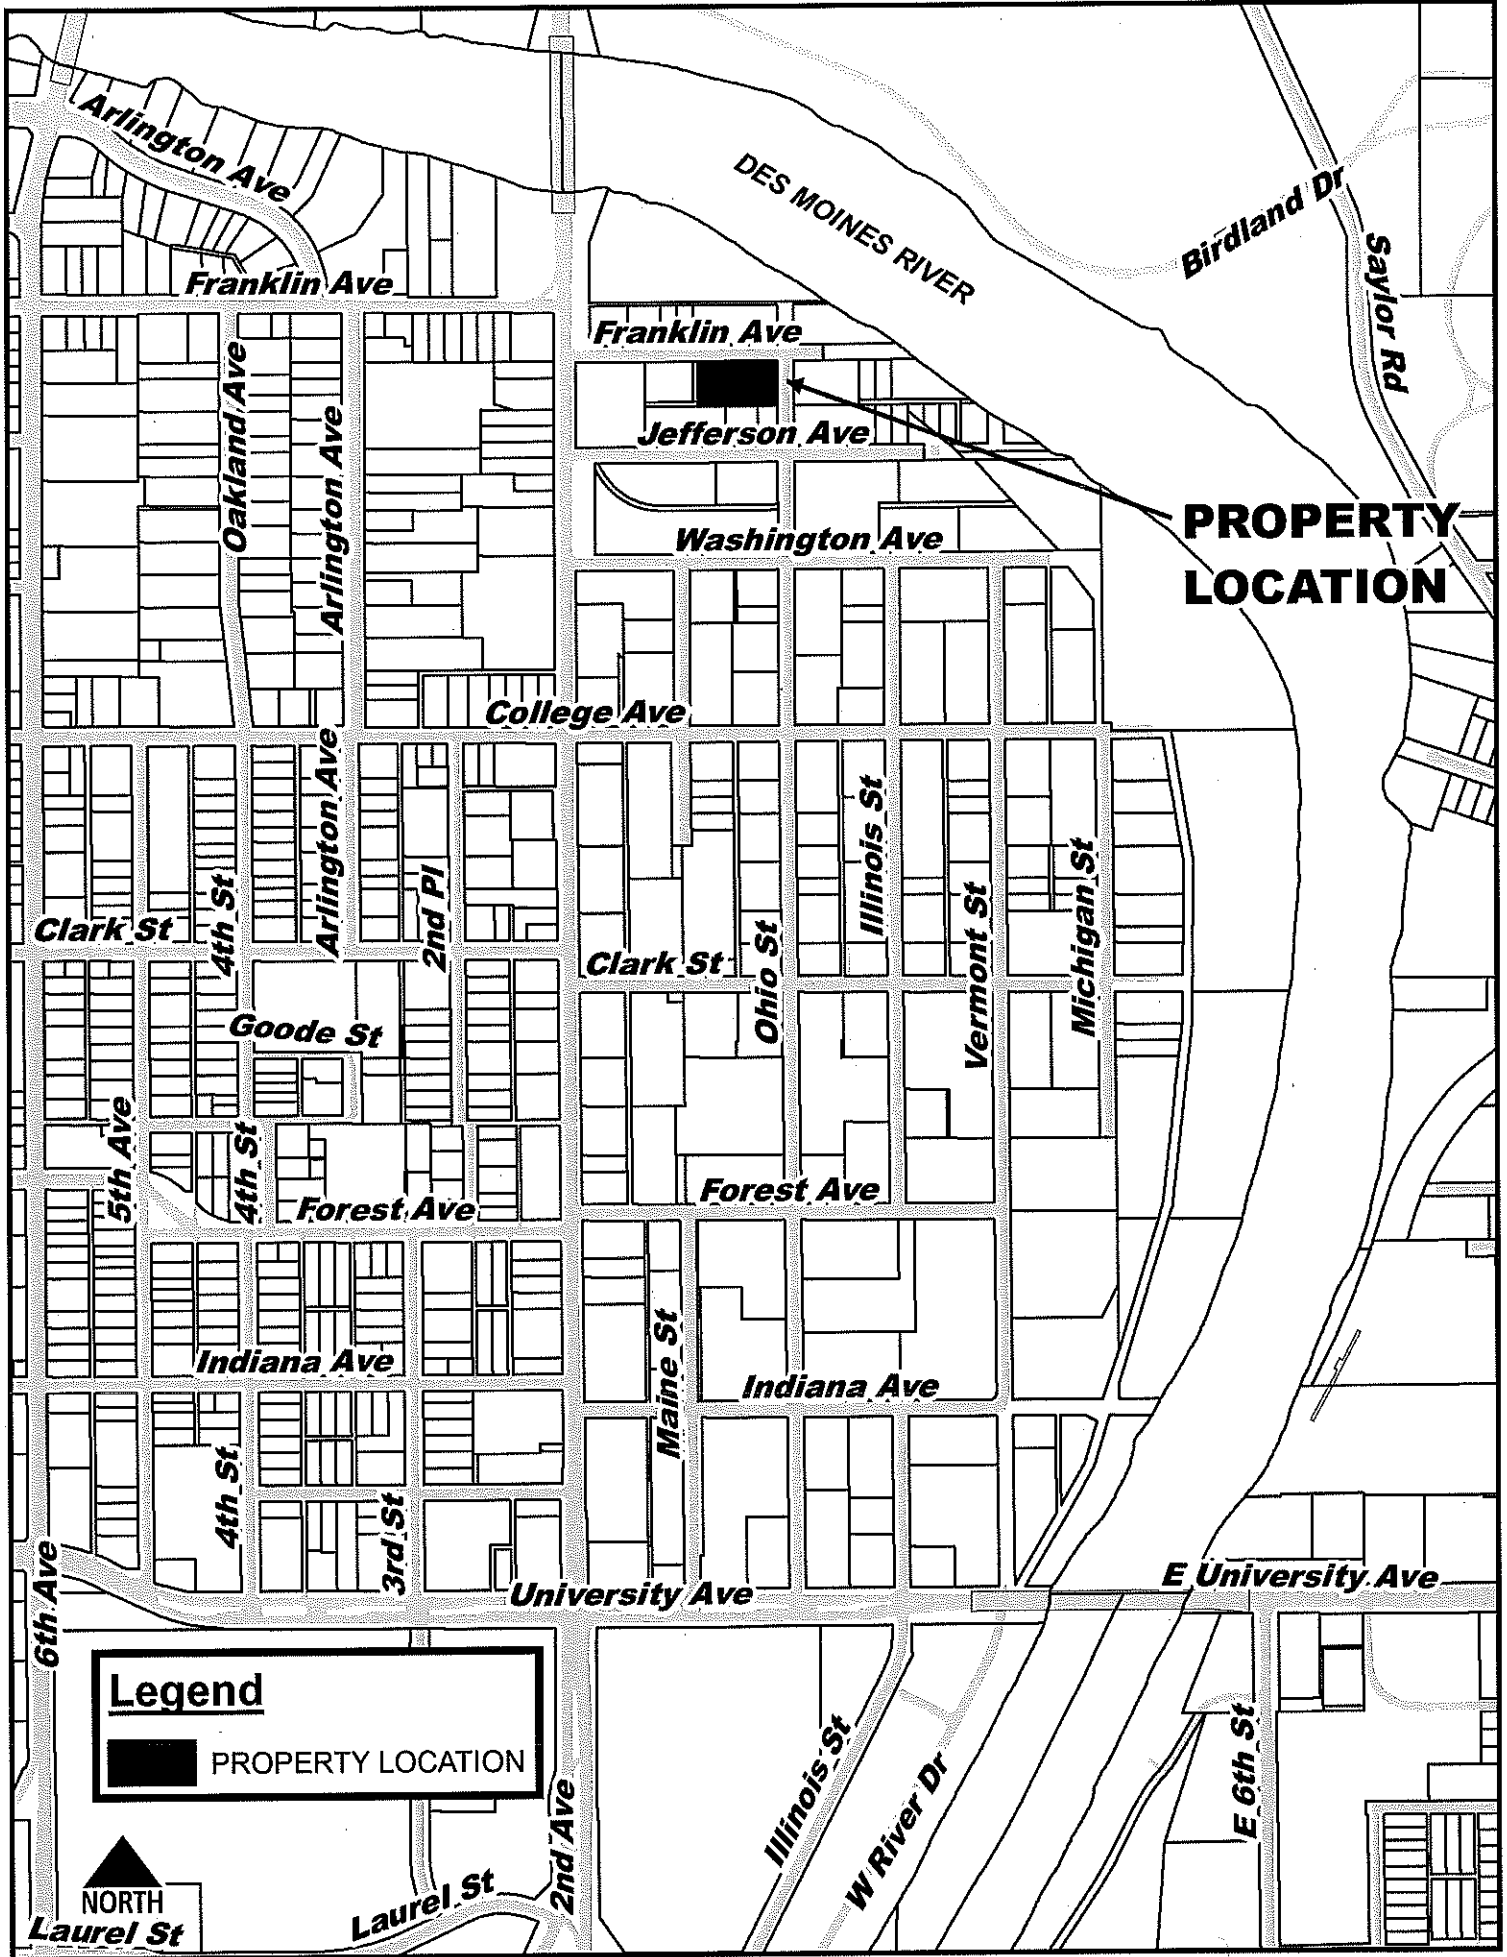 Arlington Ave
DES MOINES RIVER
Birdland Dr
Saylor Rd
Franklin Ave
Franklin Ave
Oakland Ave
Arlington Ave
Jefferson Ave
PROPERTY
LOCATION
Washington Ave
College Ave
Arlington Ave
Illinois St
Michigan St
4th St
2nd Pl
Vermont St
Clark St
Clark St
Ohio St
Goode St
5th Ave
4th St
Forest Ave
Forest Ave
Maine St
Indiana Ave
Indiana Ave
4th St
3rd St
6th Ave
University Ave
E University Ave
Legend
PROPERTY LOCATION
Illinois St
W River Dr
E 6th St
2nd Ave
NORTH
Laurel St
Laurel St